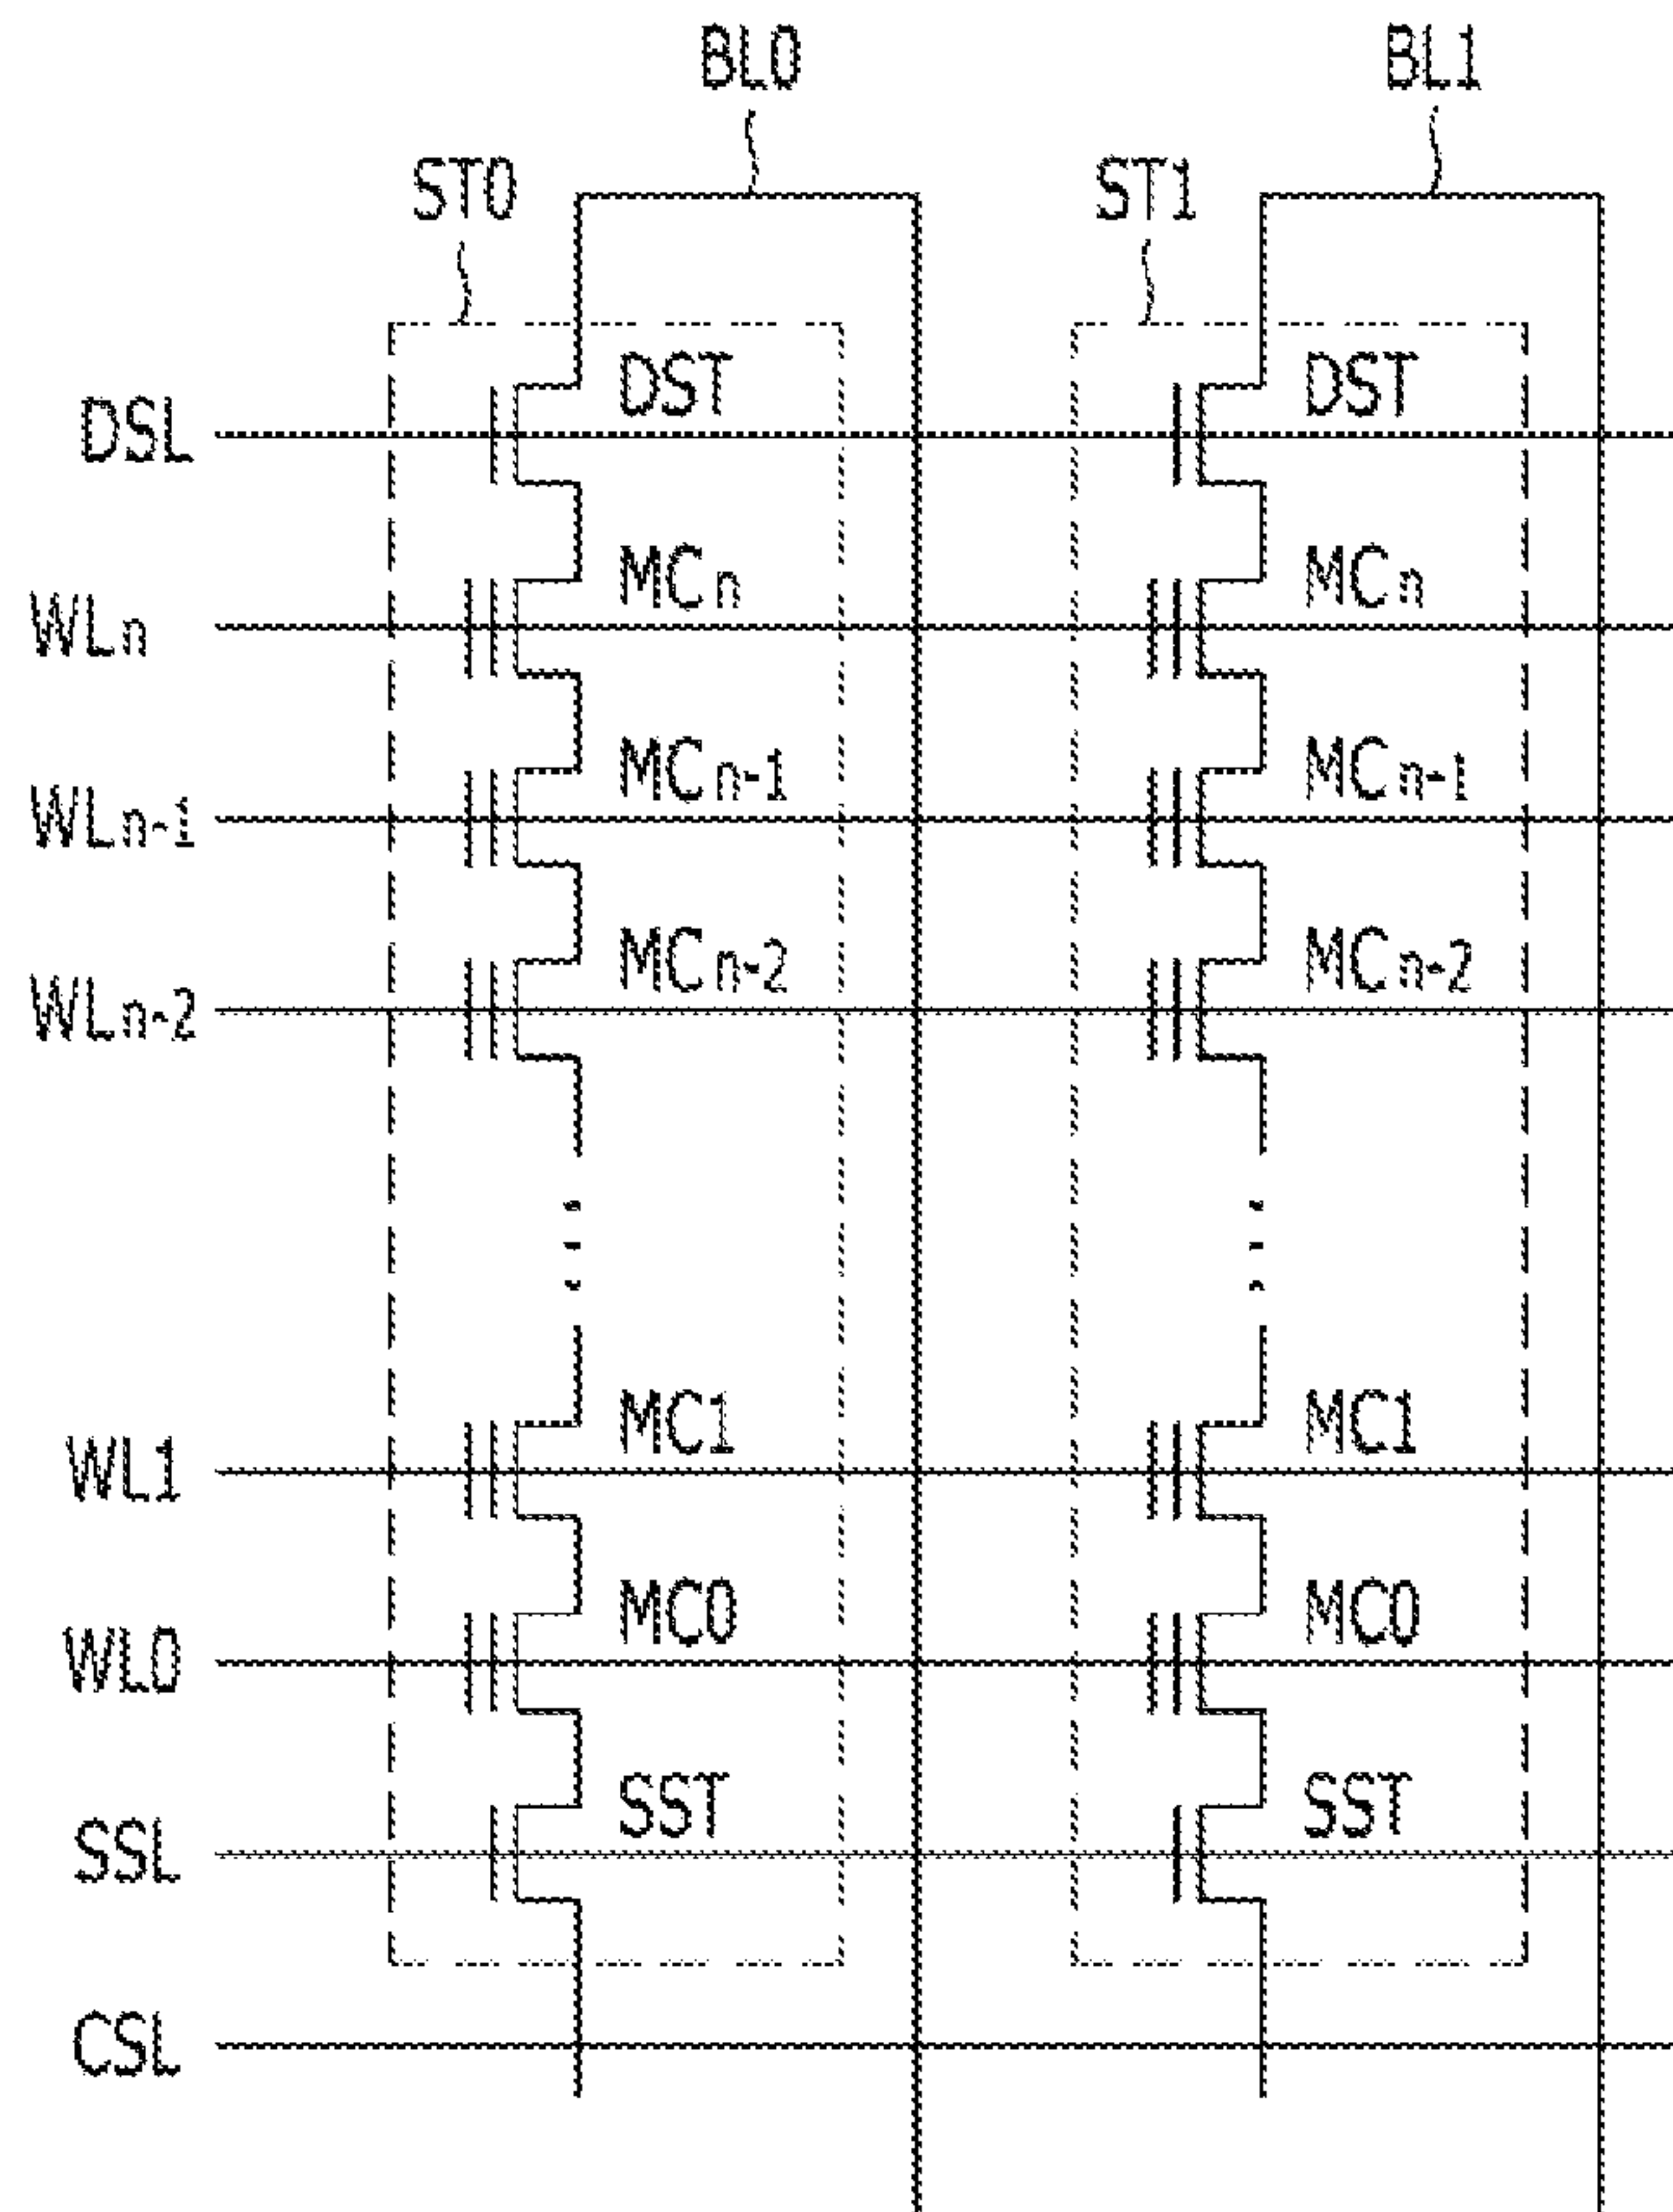 BL0 BL1
ST0 ST1
DSL DST DST
WLn MCn MCn
WLn-1 MCn-1 MCn-1
WLn-2 MCn-2 MCn-2
WL1 MC1 MC1
WL0 MC0 MC0
SSL SST SST
CSL